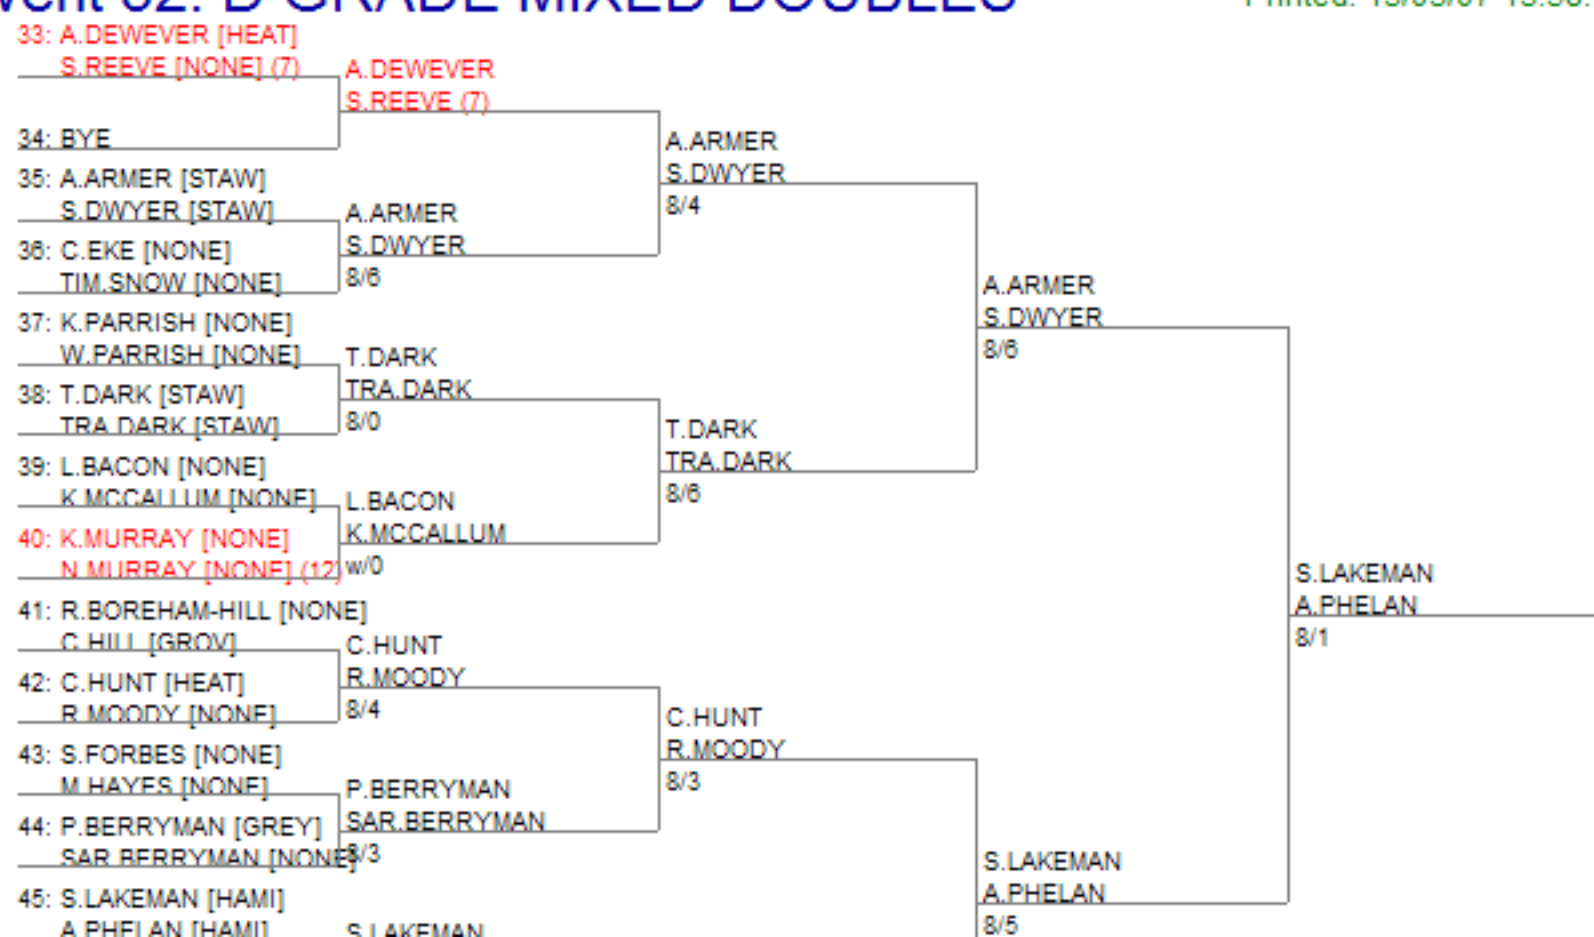 D GRADE MIXED DOUBLES
33: A.DEWEVER [HEAT]
S.REEVE [NONE] (7)
34: BYE
35: A.ARMER [STAW]
S.DWYER [STAW]
36: C.EKE [NONE]
TIM.SNOW [NONE]
37: K.PARRISH [NONE]
W.PARRISH [NONE]
38: T.DARK [STAW]
TRA.DARK [STAW]
39: L.BACON [NONE]
K.MCCALLUM [NONE]
40: K.MURRAY [NONE]
N.MURRAY [NONE] (12)
41: R.BOREHAM-HILL [NONE]
C.HILL [GROV]
42: C.HUNT [HEAT]
R.MOODY [NONE]
43: S.FORBES [NONE]
M.HAYES [NONE]
44: P.BERRYMAN [GREY]
SAR.BERRYMAN [NONE]
45: S.LAKEMAN [HAMI]
A.PHELAN [HAMI]
A.DEWEVER
S.REEVE (7)
A.ARMER
S.DWYER
8/6
T.DARK
TRA.DARK
8/0
L.BACON
K.MCCALLUM
w/0
C.HUNT
R.MOODY
8/4
P.BERRYMAN
SAR.BERRYMAN
8/3
S.LAKEMAN
A.ARMER
S.DWYER
8/4
T.DARK
TRA.DARK
8/6
C.HUNT
R.MOODY
8/3
A.ARMER
S.DWYER
8/6
S.LAKEMAN
A.PHELAN
8/5
S.LAKEMAN
A.PHELAN
8/1